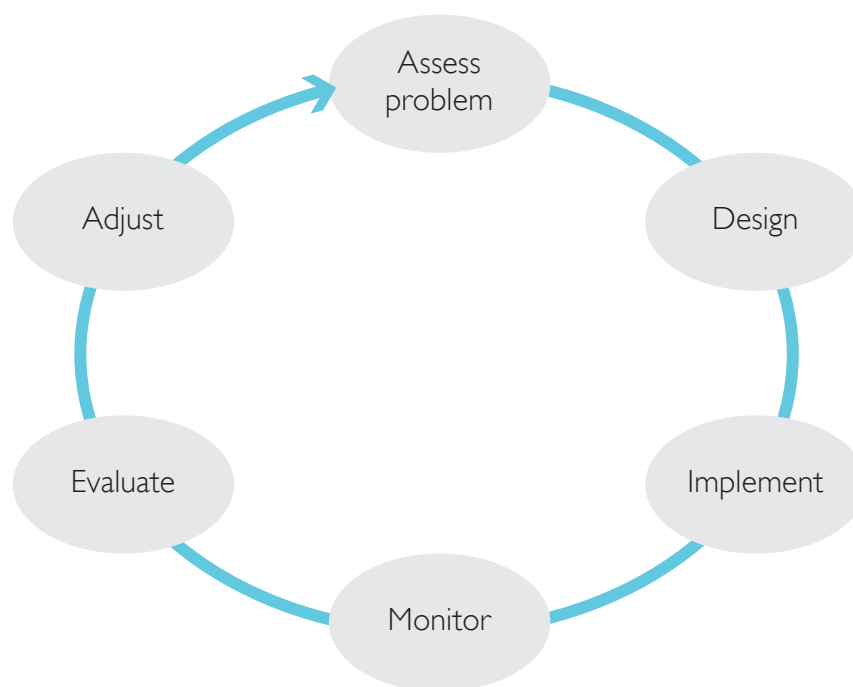 Assess
problem
Design
Implement
Monitor
Evaluate
Adjust